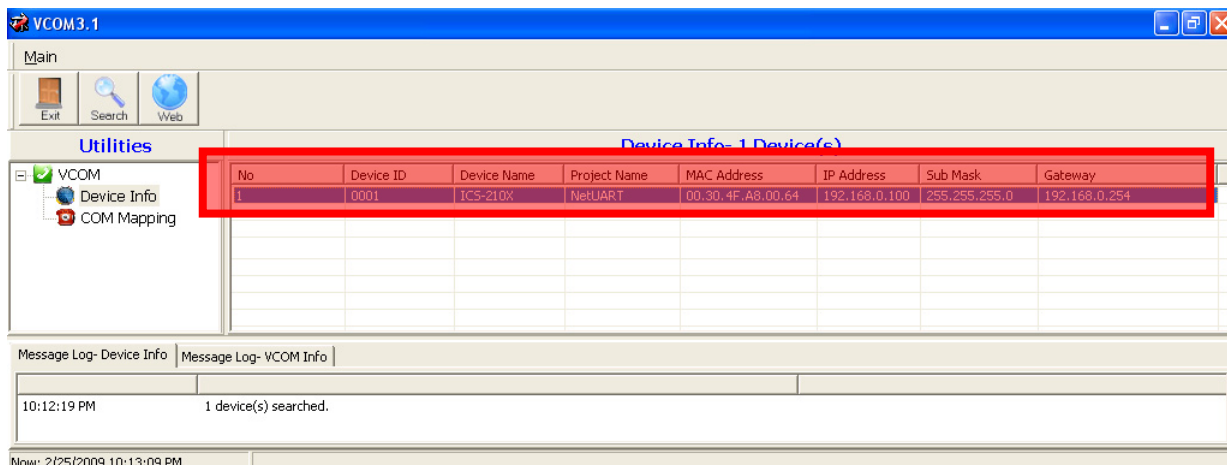 VCOM3.1
Main
Exit Search Web
Utilities
Device Info- 1 Device(s)
VCOM
Device Info
COM Mapping
No Device ID Device Name Project Name MAC Address IP Address Sub Mask Gateway
1 0001 ICS-210X NetUART 00.30.4F.A8.00.64 192.168.0.100 255.255.255.0 192.168.0.254
Message Log- Device Info Message Log- VCOM Info
10:12:19 PM 1 device(s) searched.
Now: 2/25/2009 10:13:09 PM